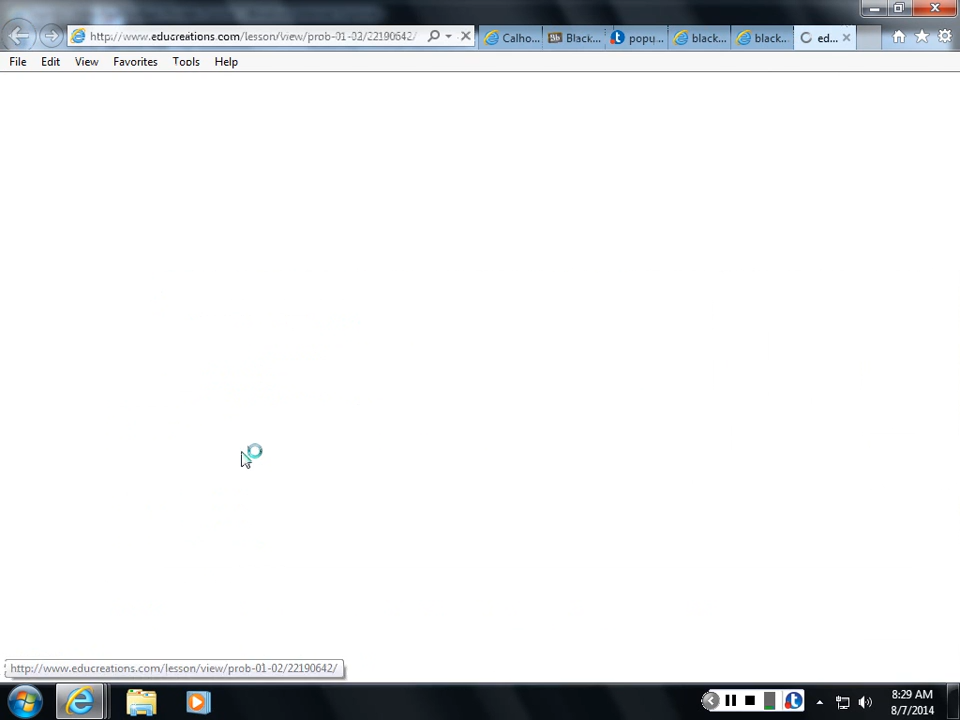 http://www.educreations.com/lesson/view/prob-01-02/22190642/
Calho...
Black...
popu...
black...
black...
ed...
File Edit View Favorites Tools Help
http://www.educreations.com/lesson/view/prob-01-02/22190642/
8:29 AM
8/7/2014